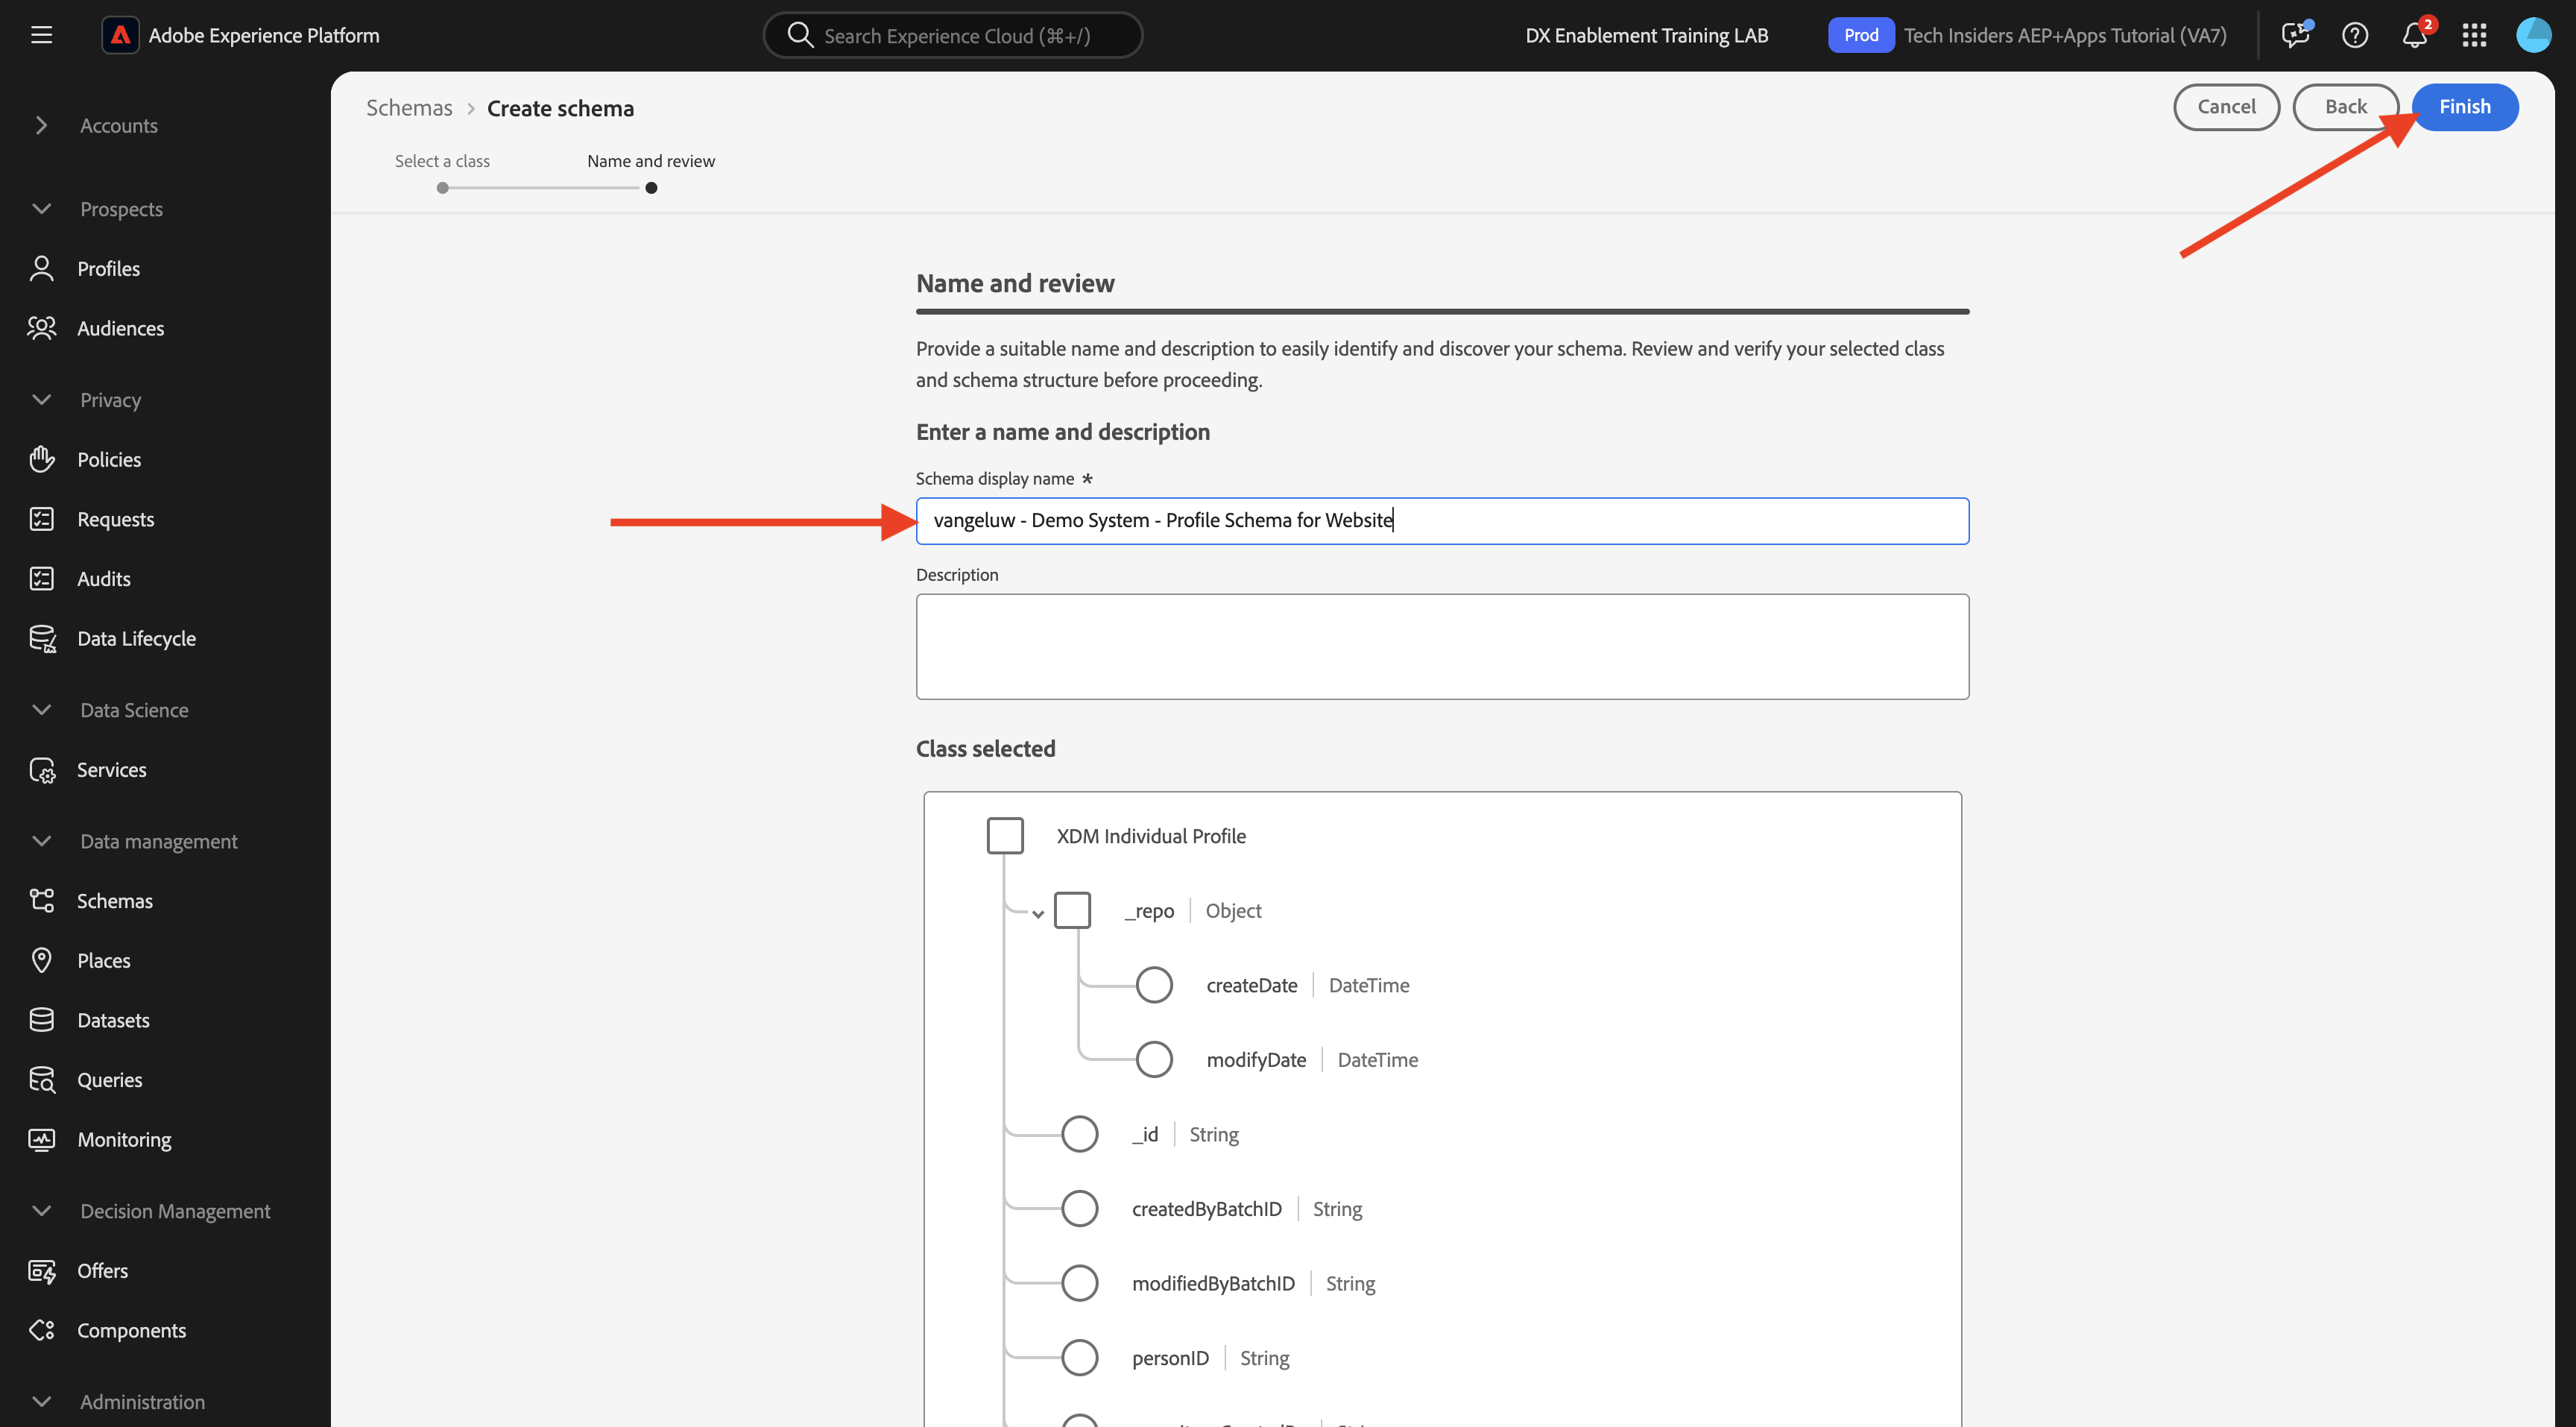 Adobe Experience Platform
Search Experience Cloud (⌘+/)
DX Enablement Training LAB
Prod
Tech Insiders AEP+Apps Tutorial (VA7)
2
Accounts
Prospects
Profiles
Audiences
Privacy
Policies
Requests
Audits
Data Lifecycle
Data Science
Services
Data management
Schemas
Places
Datasets
Queries
Monitoring
Decision Management
Offers
Components
Administration
Schemas > Create schema
Cancel
Back
Finish
Select a class
Name and review
Name and review
Provide a suitable name and description to easily identify and discover your schema. Review and verify your selected class
and schema structure before proceeding.
Enter a name and description
Schema display name *
vangeluw - Demo System - Profile Schema for Website
Description
Class selected
XDM Individual Profile
_repo | Object
createDate | DateTime
modifyDate | DateTime
_id | String
createdByBatchID | String
modifiedByBatchID | String
personID | String